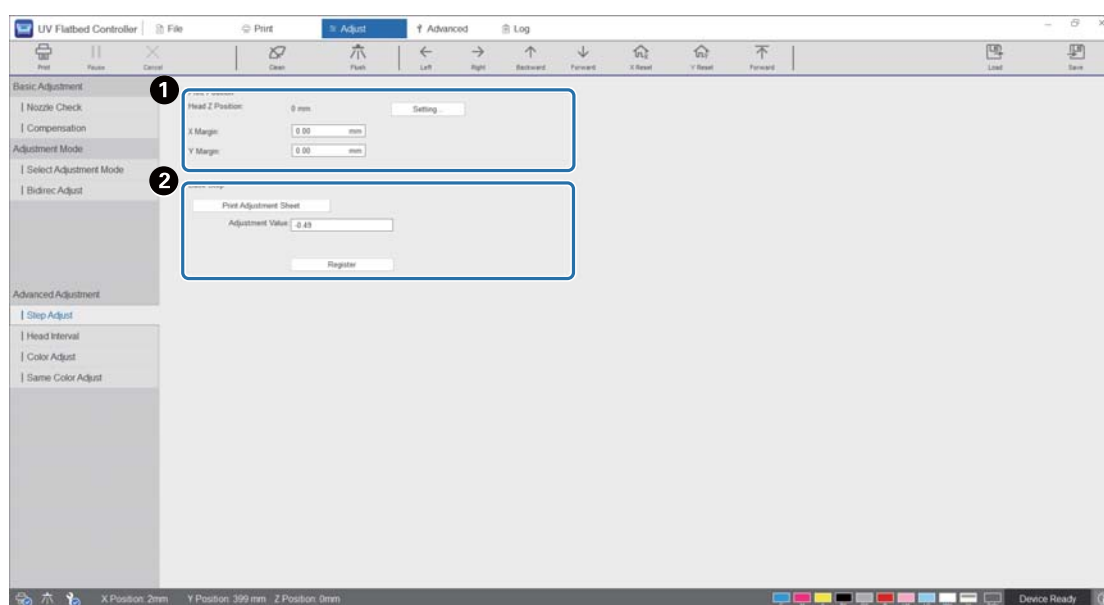 UV Flatbed Controller File Print Adjust Advanced Log
Print Pause Cancel Clean Flush Left Right Backward Forward X Reset Y Reset Forward Load Save
Basic Adjustment
Nozzle Check
Compensation
Adjustment Mode
Select Adjustment Mode
Bidirec Adjust
Advanced Adjustment
Step Adjust
Head Interval
Color Adjust
Same Color Adjust
1
Head Z Position: 0 mm Setting...
X Margin: 0.00 mm
Y Margin: 0.00 mm
2
Print Adjustment Sheet
Adjustment Value: -0.49
Register
X Position: 2mm Y Position: 399 mm Z Position: 0mm Device Ready